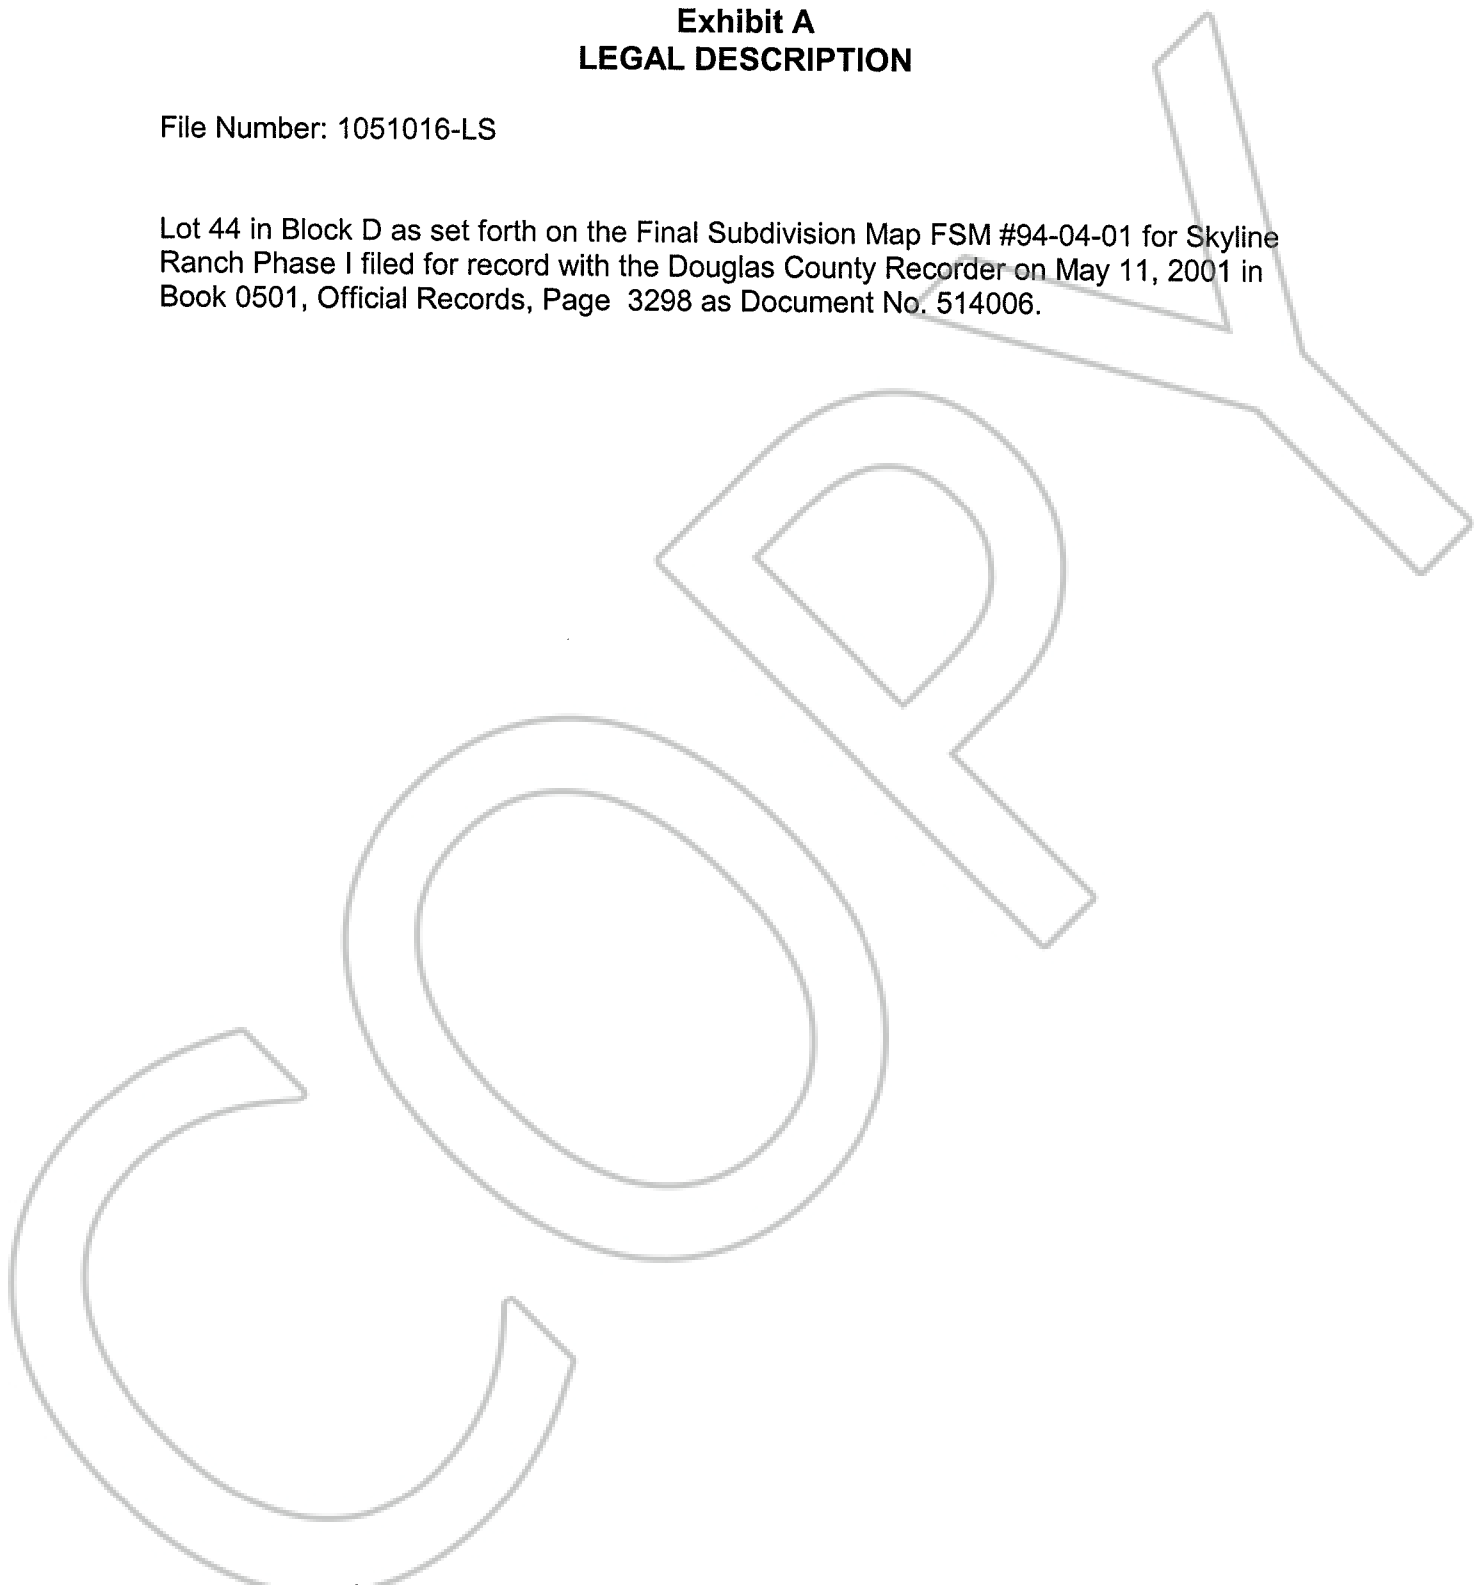 Exhibit A
LEGAL DESCRIPTION
File Number: 1051016-LS
Lot 44 in Block D as set forth on the Final Subdivision Map FSM #94-04-01 for Skyline
Ranch Phase I filed for record with the Douglas County Recorder on May 11, 2001 in
Book 0501, Official Records, Page  3298 as Document No. 514006.
COPY